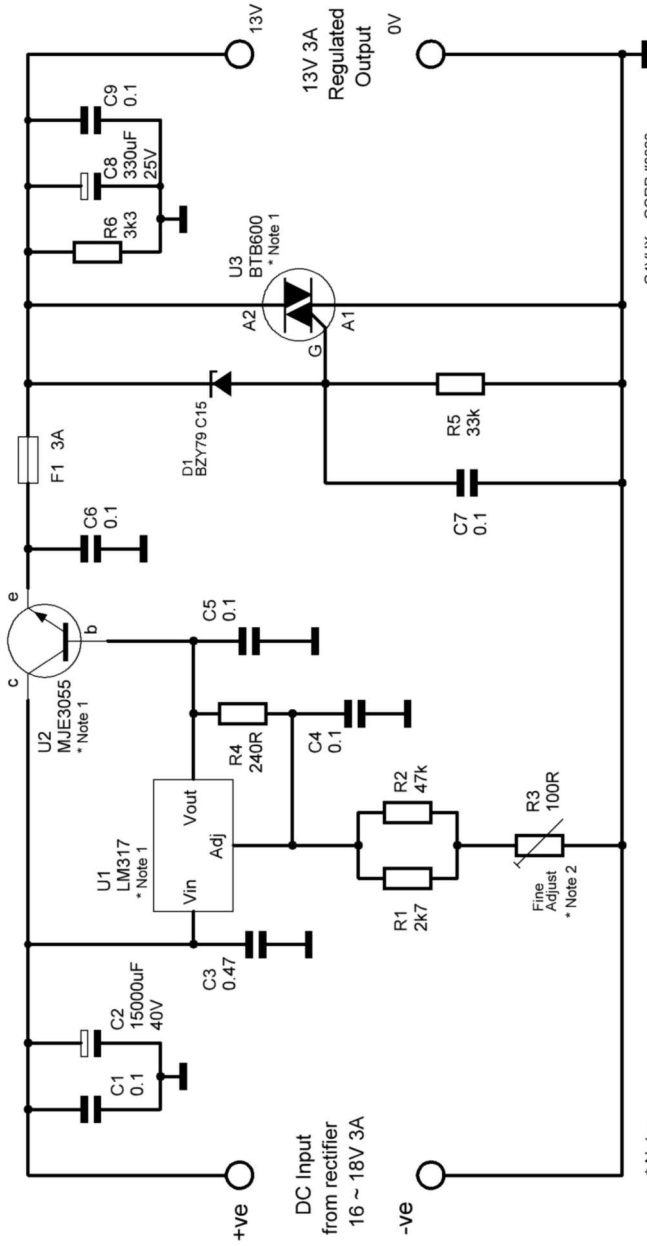 +ve
DC Input
from rectifier
16 ~ 18V 3A
-ve
C1
0.1
C2
15000uF
40V
C3
0.47
U1
LM317
* Note 1
Vin
Vout
Adj
R1
2k7
R2
47k
Fine
Adjust
* Note 2
R3
100R
R4
240R
C4
0.1
C5
0.1
U2
MJE3055
* Note 1
c
b
e
C6
0.1
F1 3A
D1
BZY79 C15
C7
0.1
R5
33k
U3
BTB600
* Note 1
A2
G
A1
R6
3k3
C8
330uF
25V
C9
0.1
13V
13V 3A
Regulated
Output
0V